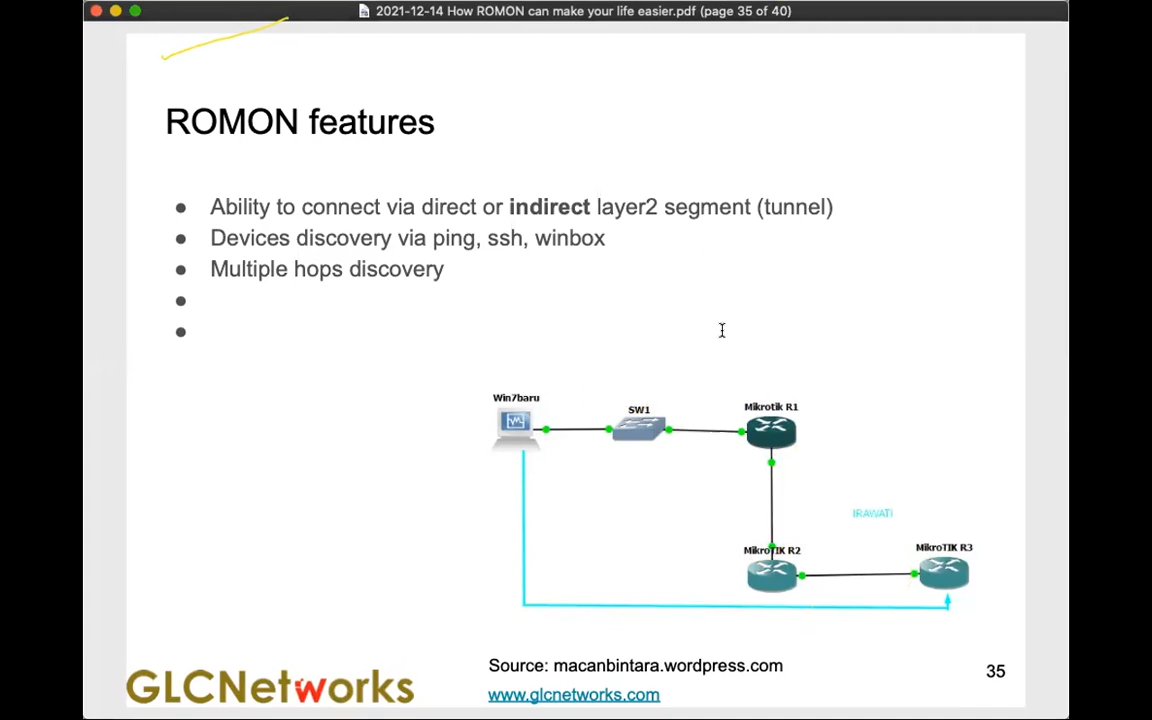 2021-12-14 How ROMON can make your life easier.pdf (page 35 of 40)
ROMON features
● Ability to connect via direct or indirect layer2 segment (tunnel)
● Devices discovery via ping, ssh, winbox
● Multiple hops discovery
●
●
Win7baru
SW1
Mikrotik R1
IRAWATI
MikroTIK R2
MikroTIK R3
GLCNetworks
Source: macanbintara.wordpress.com
www.glcnetworks.com
35